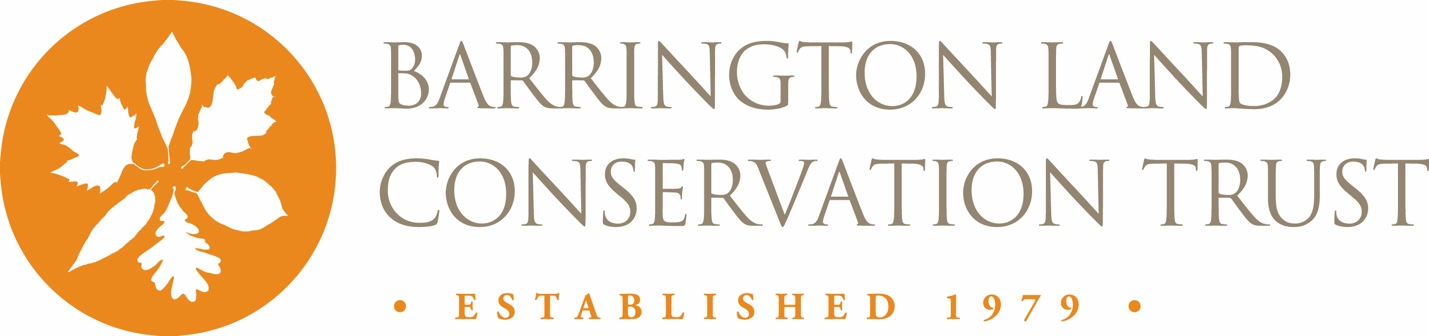 BARRINGTON LAND
CONSERVATION TRUST
• ESTABLISHED 1979 •